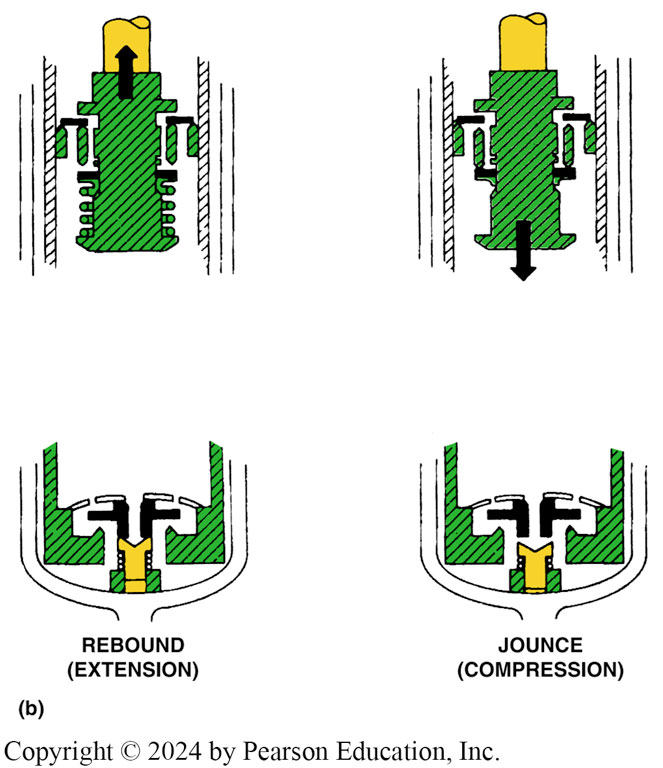 REBOUND
(EXTENSION)
JOUNCE
(COMPRESSION)
(b)
Copyright © 2024 by Pearson Education, Inc.